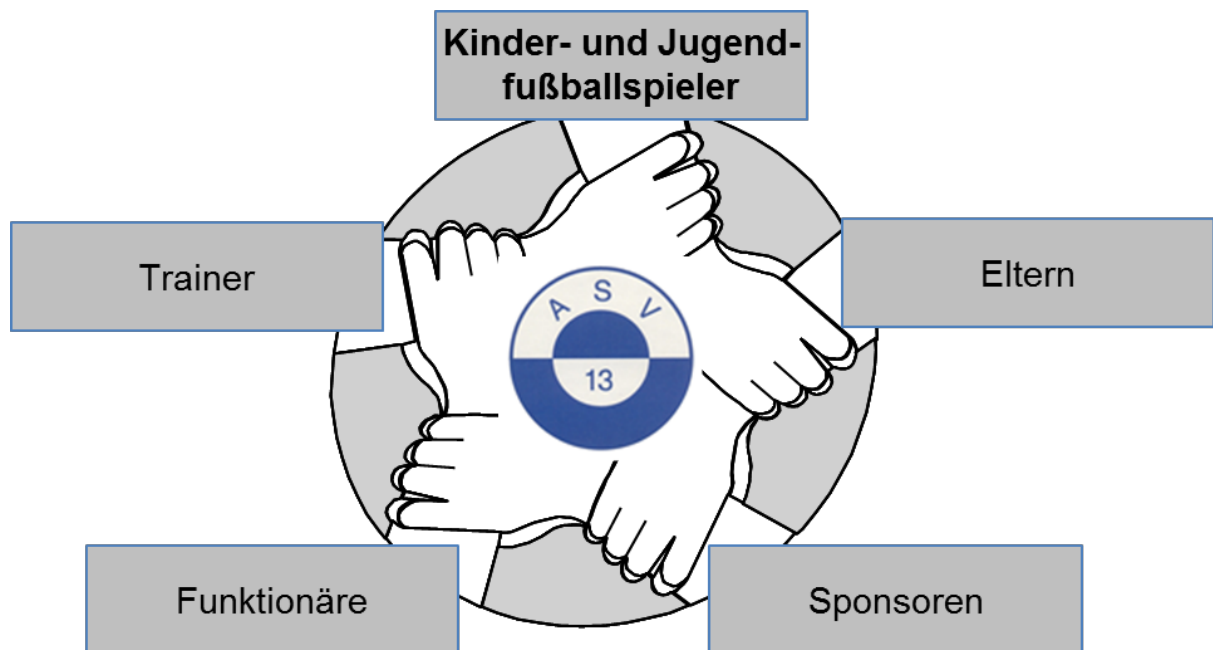 Kinder- und Jugend-
fußballspieler
Trainer
Eltern
A S V
13
Funktionäre
Sponsoren